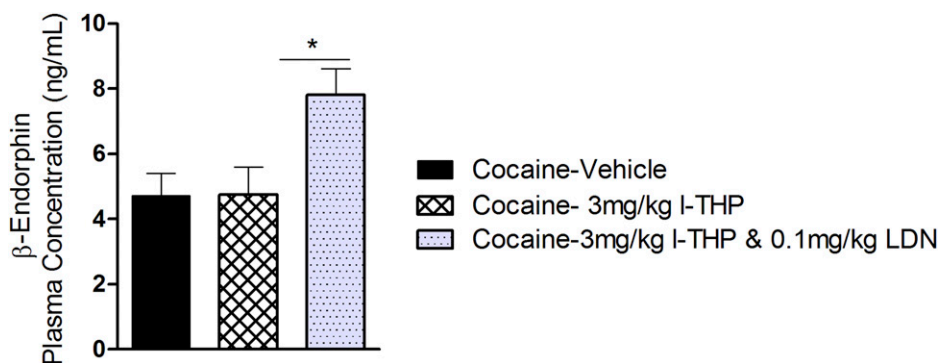 β-Endorphin
Plasma Concentration (ng/mL)
10
8
6
4
2
0
*
Cocaine-Vehicle
Cocaine- 3mg/kg l-THP
Cocaine-3mg/kg l-THP & 0.1mg/kg LDN